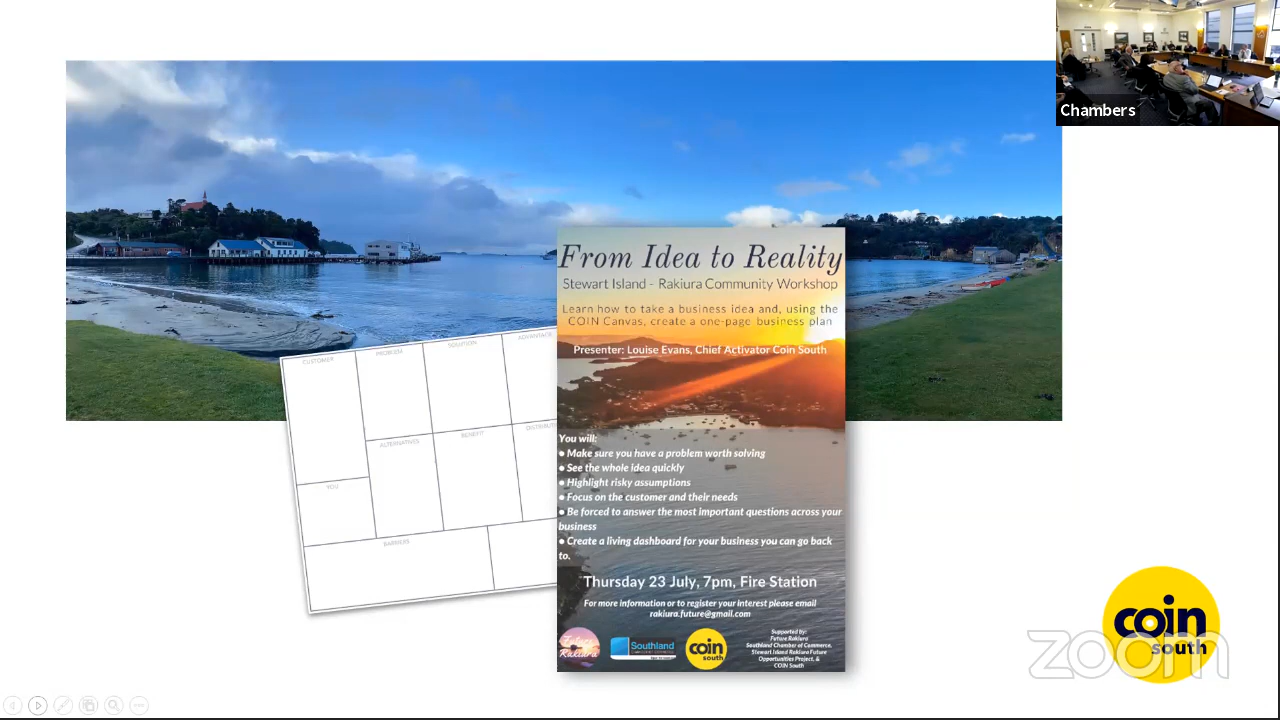 Chambers
From Idea to Reality
Stewart Island - Rakiura Community Workshop
Learn how to take a business idea and, using the
COIN Canvas, create a one-page business plan
Presenter: Louise Evans, Chief Activator Coin South
CUSTOMER
PROBLEM
SOLUTION
ADVANTAGE
ALTERNATIVES
BENEFIT
YOU
BARRIERS
You will:
● Make sure you have a problem worth solving
● See the whole idea quickly
● Highlight risky assumptions
● Focus on the customer and their needs
● Be forced to answer the most important questions across your
business
● Create a living dashboard for your business you can go back
to.
Thursday 23 July, 7pm, Fire Station
For more information or to register your interest please email
rakiura.future@gmail.com
Future
Rakiura
Southland
coin
south
Supported by:
Future Rakiura
Southland Chamber of Commerce,
Stewart Island Rakiura Future
Opportunities Project, &
COIN South
coin
south
zoom